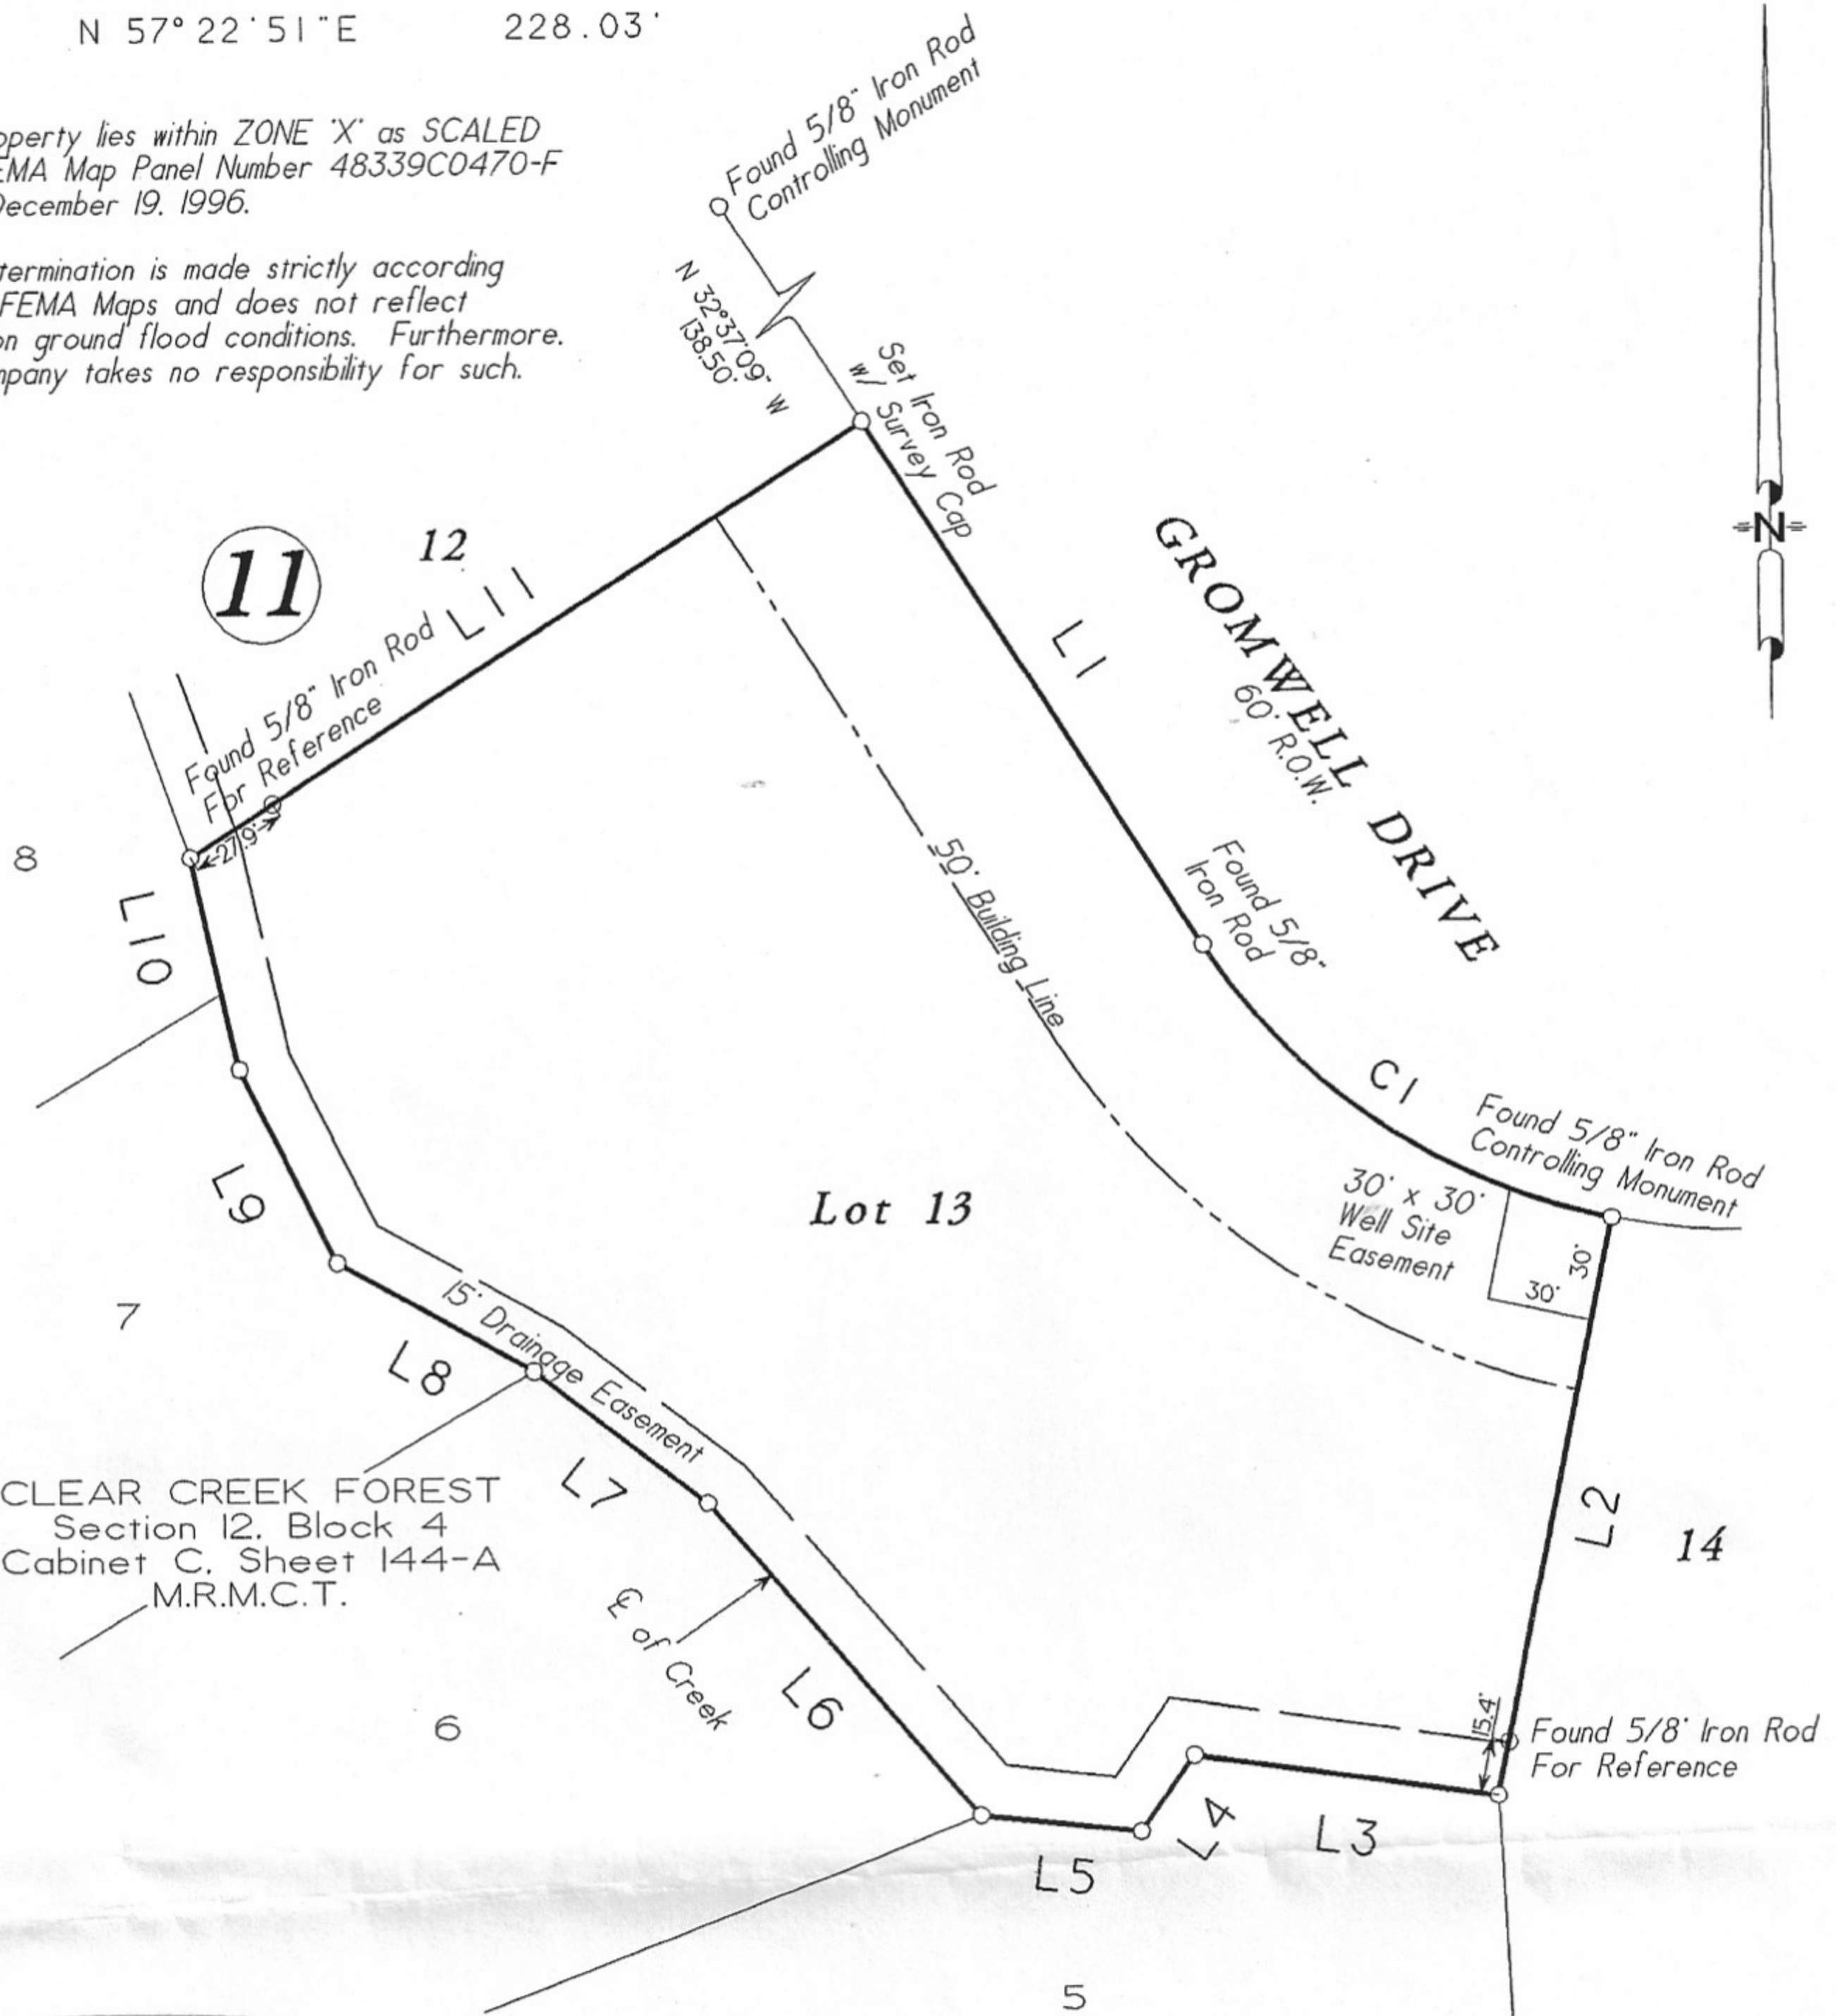 N 57° 22'51"E 228.03'
operty lies within ZONE 'X' as SCALED
EMA Map Panel Number 48339C0470-F
December 19. 1996.
termination is made strictly according
FEMA Maps and does not reflect
on ground flood conditions. Furthermore.
mpany takes no responsibility for such.
Found 5/8" Iron Rod
Controlling Monument
N 32°37'09" W
138.50'
Set Iron Rod
w/ Survey Cap
N
11
12
L11
L1
GROMWELL DRIVE
60' R.O.W.
Found 5/8" Iron Rod
For Reference
27.9'
8
L10
50' Building Line
Found 5/8"
Iron Rod
C1
Found 5/8" Iron Rod
Controlling Monument
30' x 30'
Well Site
Easement
30'
30'
L9
Lot 13
7
L8
15' Drainage Easement
L7
CLEAR CREEK FOREST
Section 12. Block 4
Cabinet C. Sheet 144-A
M.R.M.C.T.
L2
14
℄ of Creek
L6
6
15.4'
Found 5/8' Iron Rod
For Reference
L4
L3
L5
5